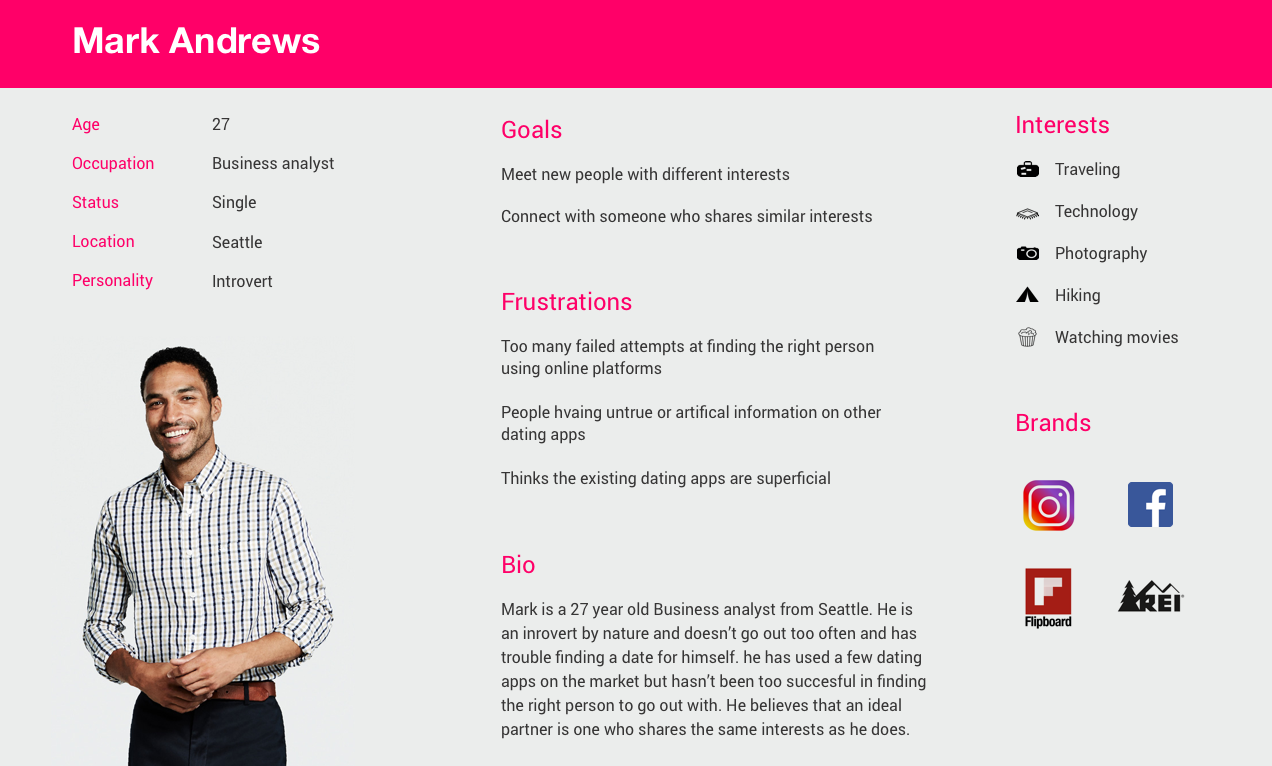 Mark Andrews
Age 27
Occupation Business analyst
Status Single
Location Seattle
Personality Introvert
Goals
Meet new people with different interests
Connect with someone who shares similar interests
Frustrations
Too many failed attempts at finding the right person
using online platforms
People hvaing untrue or artifical information on other
dating apps
Thinks the existing dating apps are superficial
Bio
Mark is a 27 year old Business analyst from Seattle. He is
an inrovert by nature and doesn’t go out too often and has
trouble finding a date for himself. he has used a few dating
apps on the market but hasn’t been too succesful in finding
the right person to go out with. He believes that an ideal
partner is one who shares the same interests as he does.
Interests
Traveling
Technology
Photography
Hiking
Watching movies
Brands
Flipboard
REI